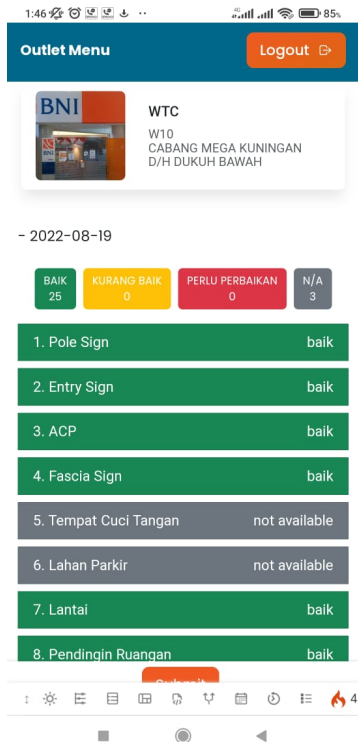 1:46
4G
85%
Outlet Menu
Logout
BNI
WTC
W10
CABANG MEGA KUNINGAN
D/H DUKUH BAWAH
- 2022-08-19
BAIK
25
KURANG BAIK
0
PERLU PERBAIKAN
0
N/A
3
1. Pole Sign baik
2. Entry Sign baik
3. ACP baik
4. Fascia Sign baik
5. Tempat Cuci Tangan not available
6. Lahan Parkir not available
7. Lantai baik
8. Pendingin Ruangan baik
Submit
4